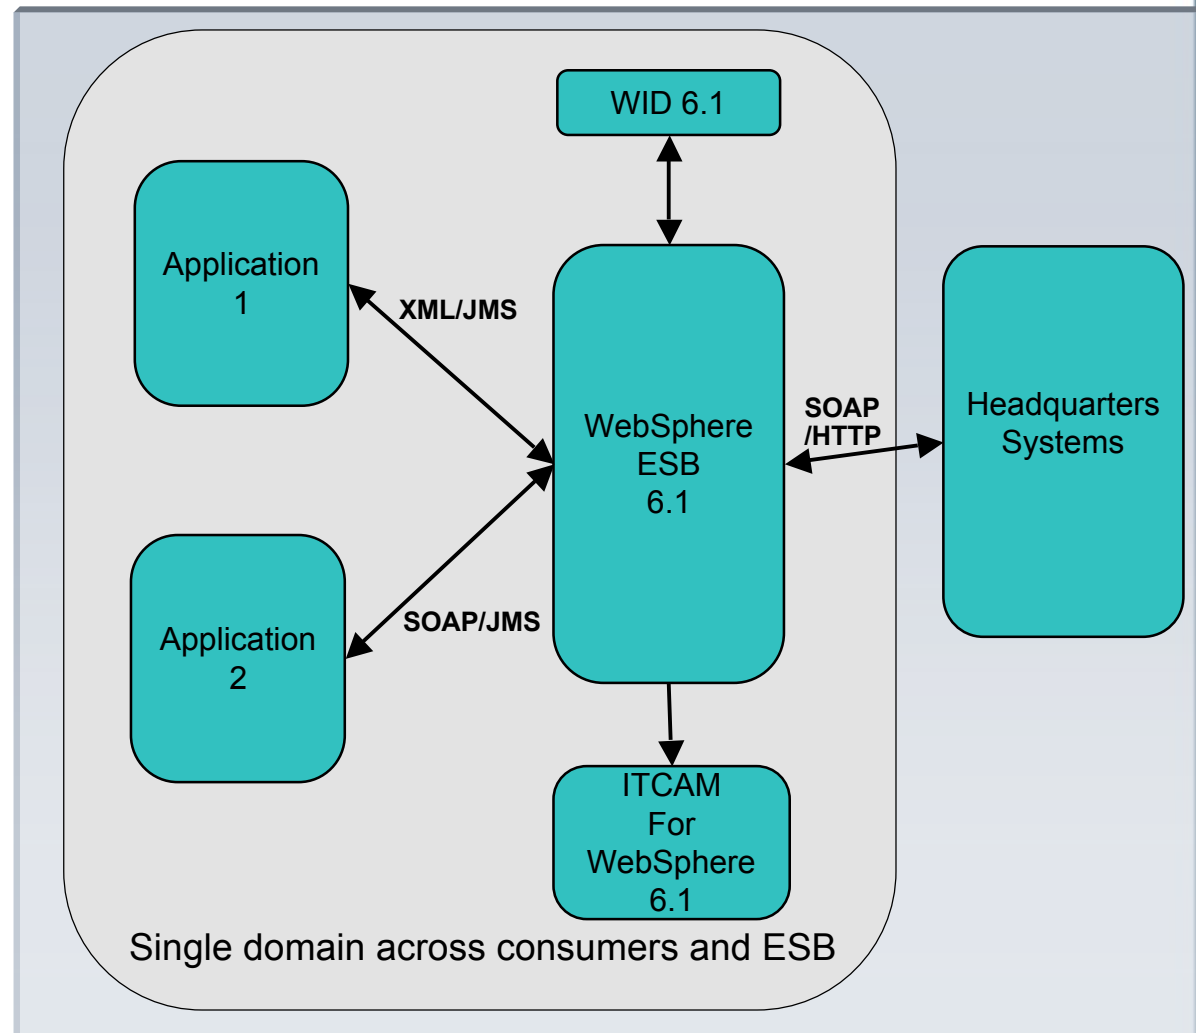 WID 6.1
Application
1
XML/JMS
WebSphere
ESB
6.1
SOAP
/HTTP
Headquarters
Systems
Application
2
SOAP/JMS
ITCAM
For
WebSphere
6.1
Single domain across consumers and ESB